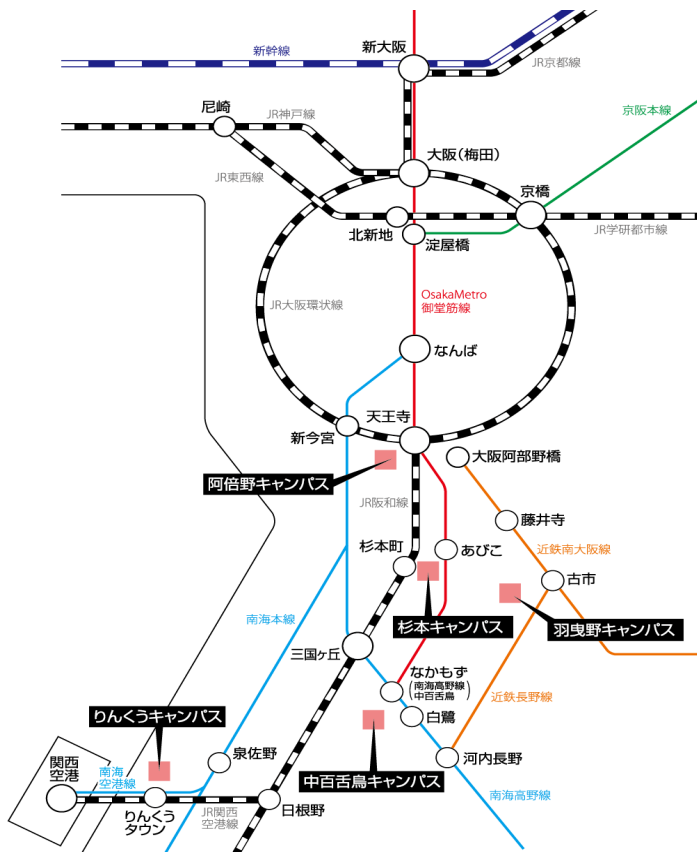 新大阪
新幹線
JR京都線
尼崎
JR神戸線
京阪本線
大阪(梅田)
JR東西線
京橋
北新地
淀屋橋
JR学研都市線
JR大阪環状線
OsakaMetro
御堂筋線
なんば
天王寺
新今宮
大阪阿部野橋
阿倍野キャンパス
JR阪和線
藤井寺
杉本町
あびこ
近鉄南大阪線
古市
南海本線
杉本キャンパス
羽曳野キャンパス
三国ヶ丘
なかもず
(南海高野線
中百舌鳥)
近鉄長野線
りんくうキャンパス
白鷺
泉佐野
関西
空港
南海
空港線
中百舌鳥キャンパス
河内長野
りんくう
タウン
JR関西
空港線
日根野
南海高野線